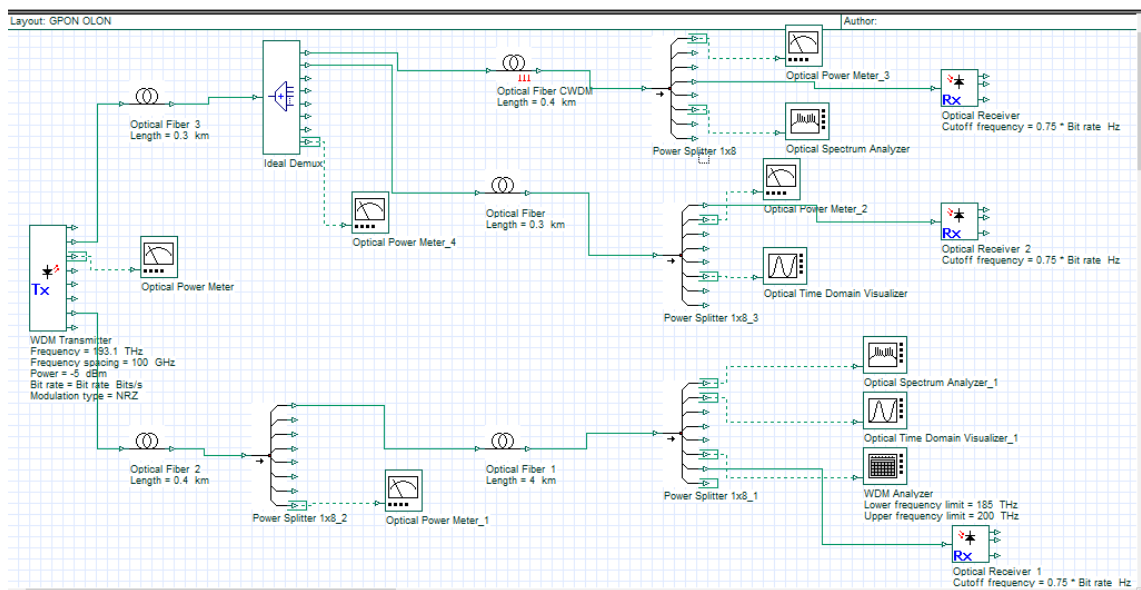 Layout: GPON OLON
Author:
Optical Fiber 3
Length = 0.3 km
Ideal Demux
Optical Fiber CWDM
Length = 0.4 km
Power Splitter 1x8
Optical Power Meter_3
Optical Spectrum Analyzer
Rx
Optical Receiver
Cutoff frequency = 0.75 * Bit rate Hz
Optical Power Meter_4
Optical Fiber
Length = 0.3 km
Optical Power Meter_2
Optical Time Domain Visualizer
Power Splitter 1x8_3
Rx
Optical Receiver 2
Cutoff frequency = 0.75 * Bit rate Hz
Tx
Optical Power Meter
WDM Transmitter
Frequency = 193.1 THz
Frequency spacing = 100 GHz
Power = -5 dBm
Bit rate = Bit rate Bits/s
Modulation type = NRZ
Optical Fiber 2
Length = 0.4 km
Power Splitter 1x8_2
Optical Power Meter_1
Optical Fiber 1
Length = 4 km
Power Splitter 1x8_1
Optical Spectrum Analyzer_1
Optical Time Domain Visualizer_1
WDM Analyzer
Lower frequency limit = 185 THz
Upper frequency limit = 200 THz
Rx
Optical Receiver 1
Cutoff frequency = 0.75 * Bit rate Hz